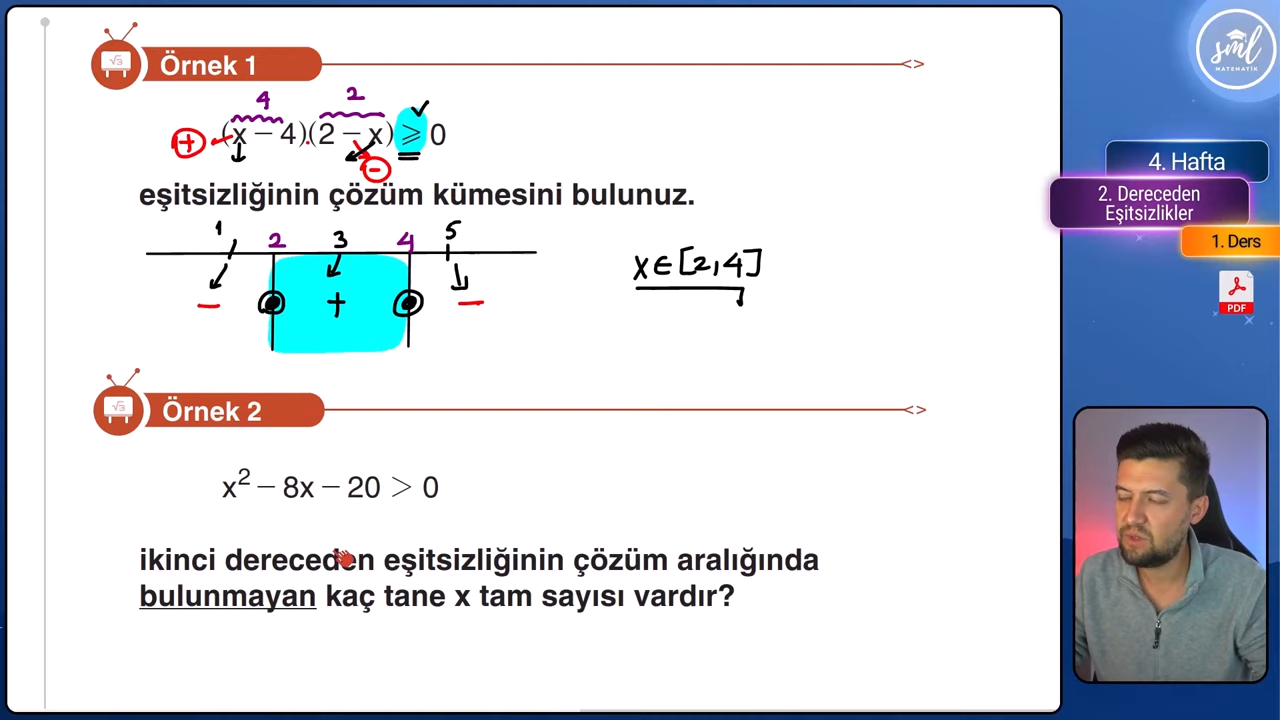 Örnek 1
4 2
(x − 4).(2 − x) ⩾ 0
+
−
eşitsizliğinin çözüm kümesini bulunuz.
1 2 3 4 5
− + −
x ∈ [2,4]
Örnek 2
x² − 8x − 20 > 0
ikinci dereceden eşitsizliğinin çözüm aralığında
bulunmayan kaç tane x tam sayısı vardır?
sml
MATEMATİK
4. Hafta
2. Dereceden
Eşitsizlikler
1. Ders
PDF
√3
√3